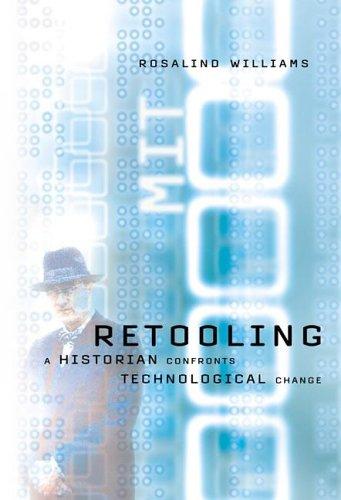 ROSALIND WILLIAMS
MIT
RETOOLING
A HISTORIAN CONFRONTS
TECHNOLOGICAL CHANGE